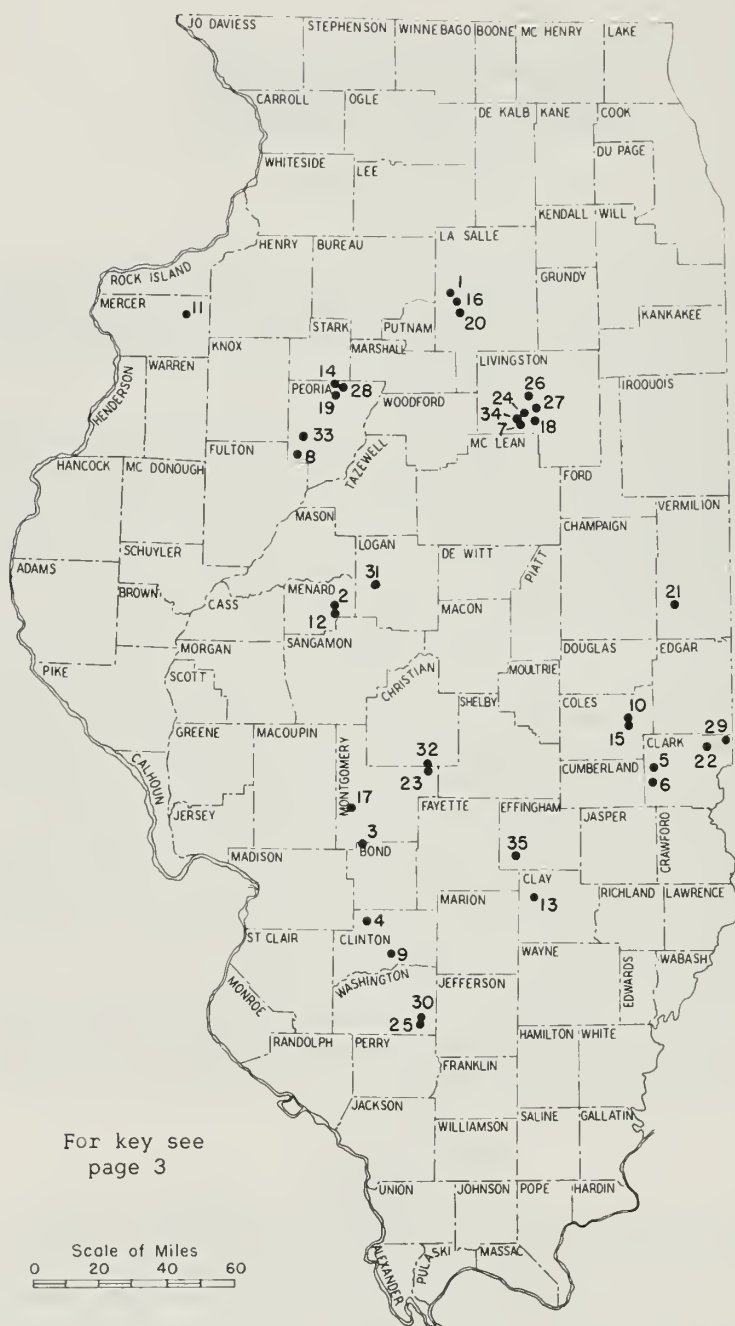 JO DAVIESS
STEPHENSON
WINNEBAGO
BOONE
MC HENRY
LAKE
CARROLL
OGLE
DE KALB
KANE
COOK
DU PAGE
WHITESIDE
LEE
KENDALL
WILL
LA SALLE
HENRY
BUREAU
ROCK ISLAND
GRUNDY
1
MERCER
11
16
20
PUTNAM
KANKAKEE
STARK
KNOX
MARSHALL
WARREN
LIVINGSTON
HENDERSON
14
26
IROQUOIS
PEORIA
28
WOODFORD
24
27
19
34
18
7
33
MC LEAN
8
FULTON
TAZEWELL
HANCOCK
MC DONOUGH
FORD
MASON
VERMILION
CHAMPAIGN
LOGAN
SCHUYLER
DE WITT
PIATT
ADAMS
31
BROWN
CASS
MENARD
2
21
MACON
12
SANGAMON
MORGAN
DOUGLAS
EDGAR
PIKE
SCOTT
CHRISTIAN
MOULTRIE
SHELBY
COLES
10
GREENE
MACOUPIN
15
29
CLARK
22
CALHOUN
MONTGOMERY
32
CUMBERLAND
5
23
6
17
FAYETTE
EFFINGHAM
JERSEY
JASPER
CRAWFORD
3
BOND
35
MADISON
CLAY
MARION
13
RICHLAND
LAWRENCE
4
ST CLAIR
CLINTON
WAYNE
9
EDWARDS
WABASH
WASHINGTON
JEFFERSON
MONROE
30
25
HAMILTON
WHITE
RANDOLPH
PERRY
FRANKLIN
JACKSON
SALINE
GALLATIN
WILLIAMSON
For key see
page 3
UNION
JOHNSON
POPE
HARDIN
Scale of Miles
ALEXANDER
PULASKI
MASSAC
0 20 40 60